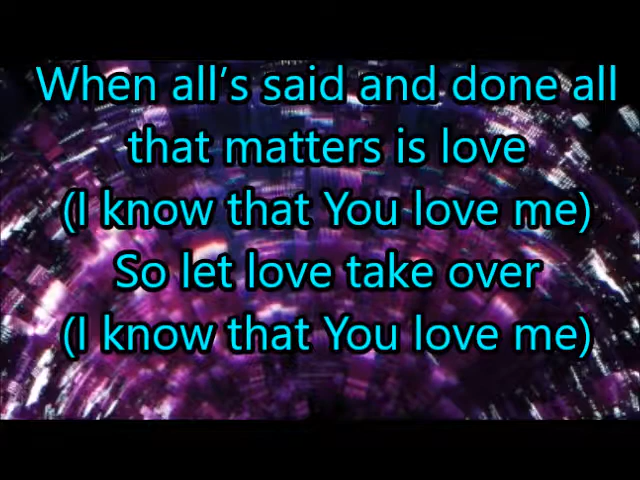 When all’s said and done all
that matters is love
(I know that You love me)
So let love take over
(I know that You love me)